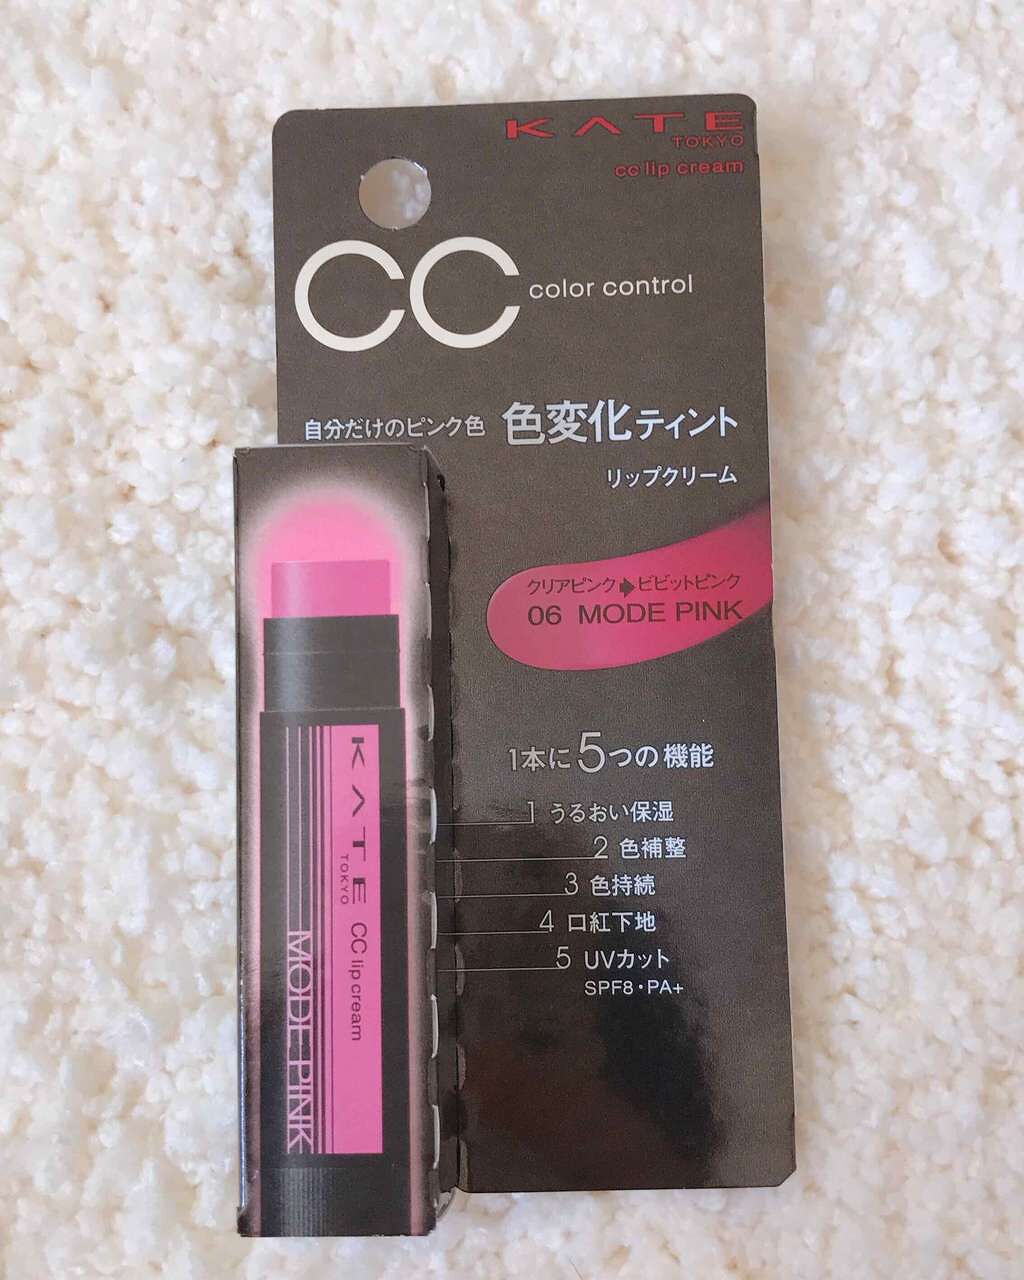 KATE
TOKYO
cc lip cream
CC color control
自分だけのピンク色 色変化ティント
リップクリーム
クリアピンク➡ビビットピンク
06 MODE PINK
1本に5つの機能
1 うるおい保湿
2 色補整
3 色持続
4 口紅下地
5 UVカット
SPF8・PA+
KATE
TOKYO
CC lip cream
MODE PINK